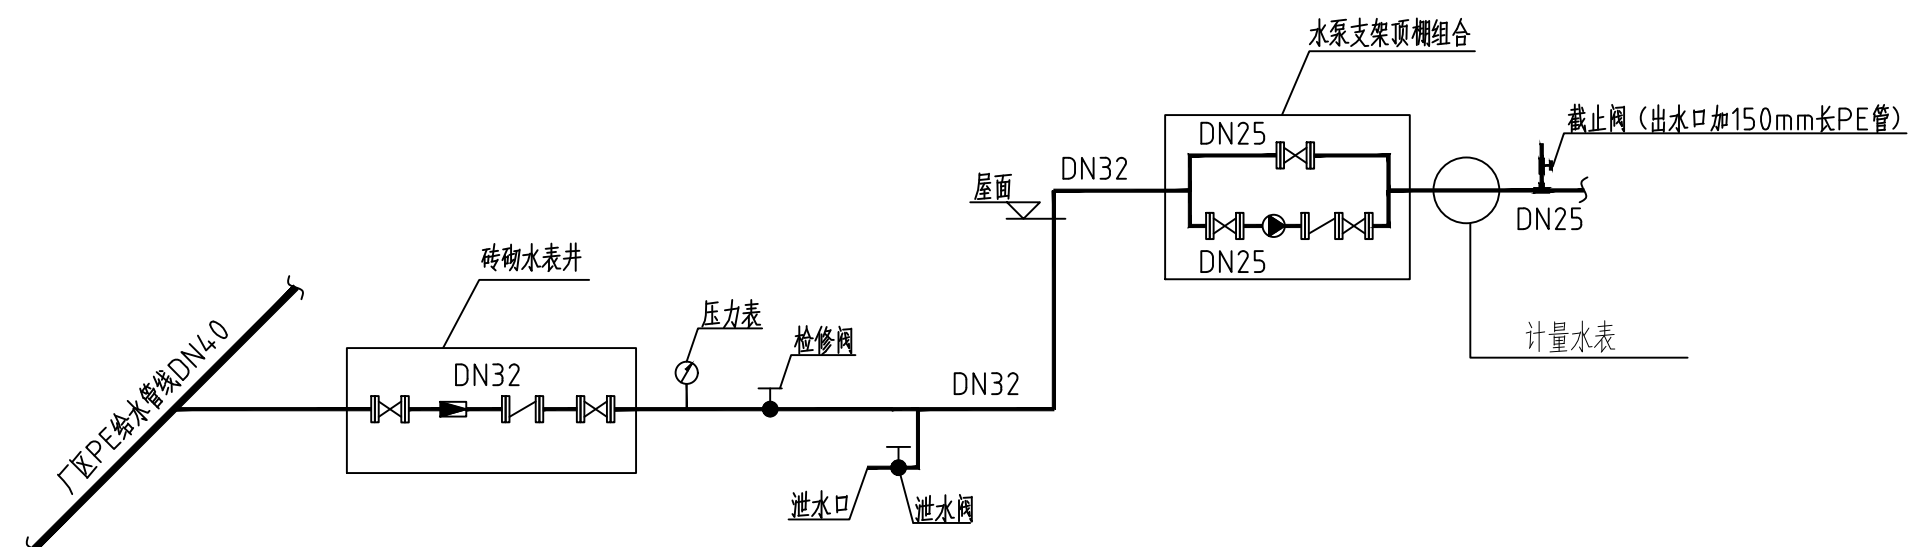 水泵支架顶棚组合
截止阀（出水口加150mm长PE管）
DN25
DN32
屋面
DN25
DN25
砖砌水表井
压力表
检修阀
计量水表
厂区PE给水管线DN40
DN32
DN32
泄水口
泄水阀